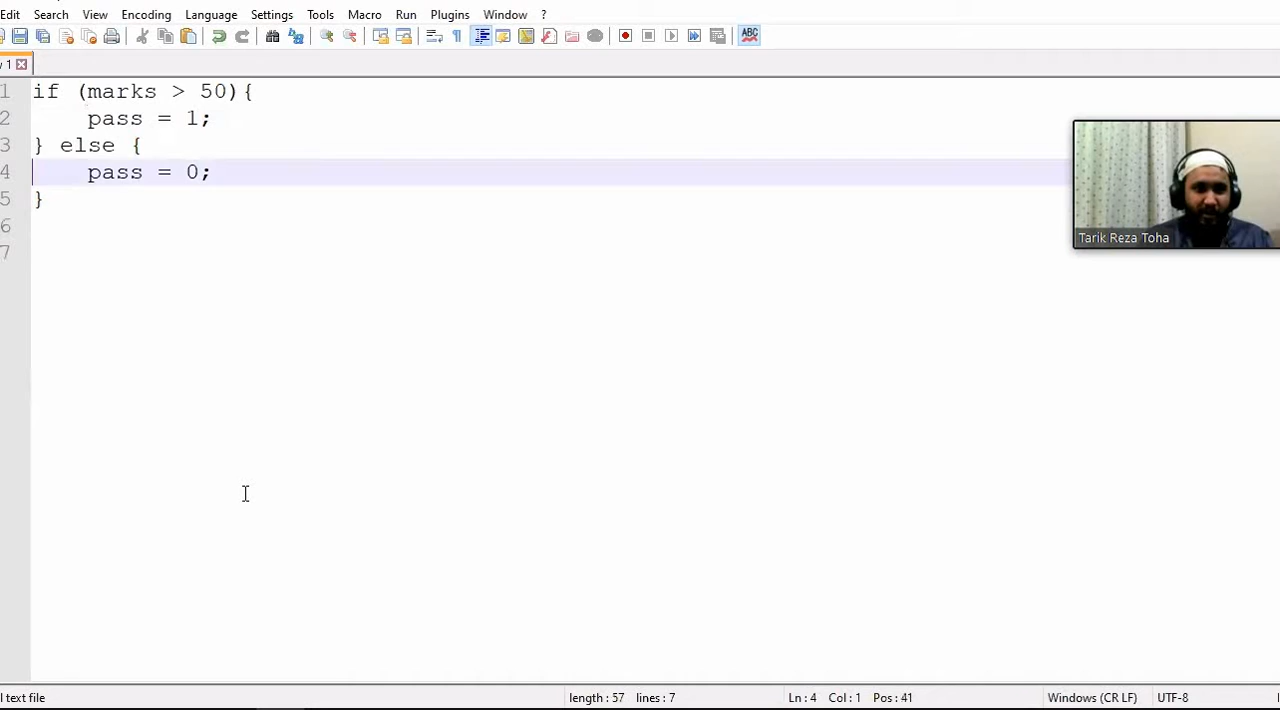 Edit Search View Encoding Language Settings Tools Macro Run Plugins Window ?
ABC
1
1 if (marks > 50){
2 pass = 1;
3 } else {
4 pass = 0;
5 }
6
7
Tarik Reza Toha
l text file length : 57 lines : 7 Ln : 4 Col : 1 Pos : 41 Windows (CR LF) UTF-8